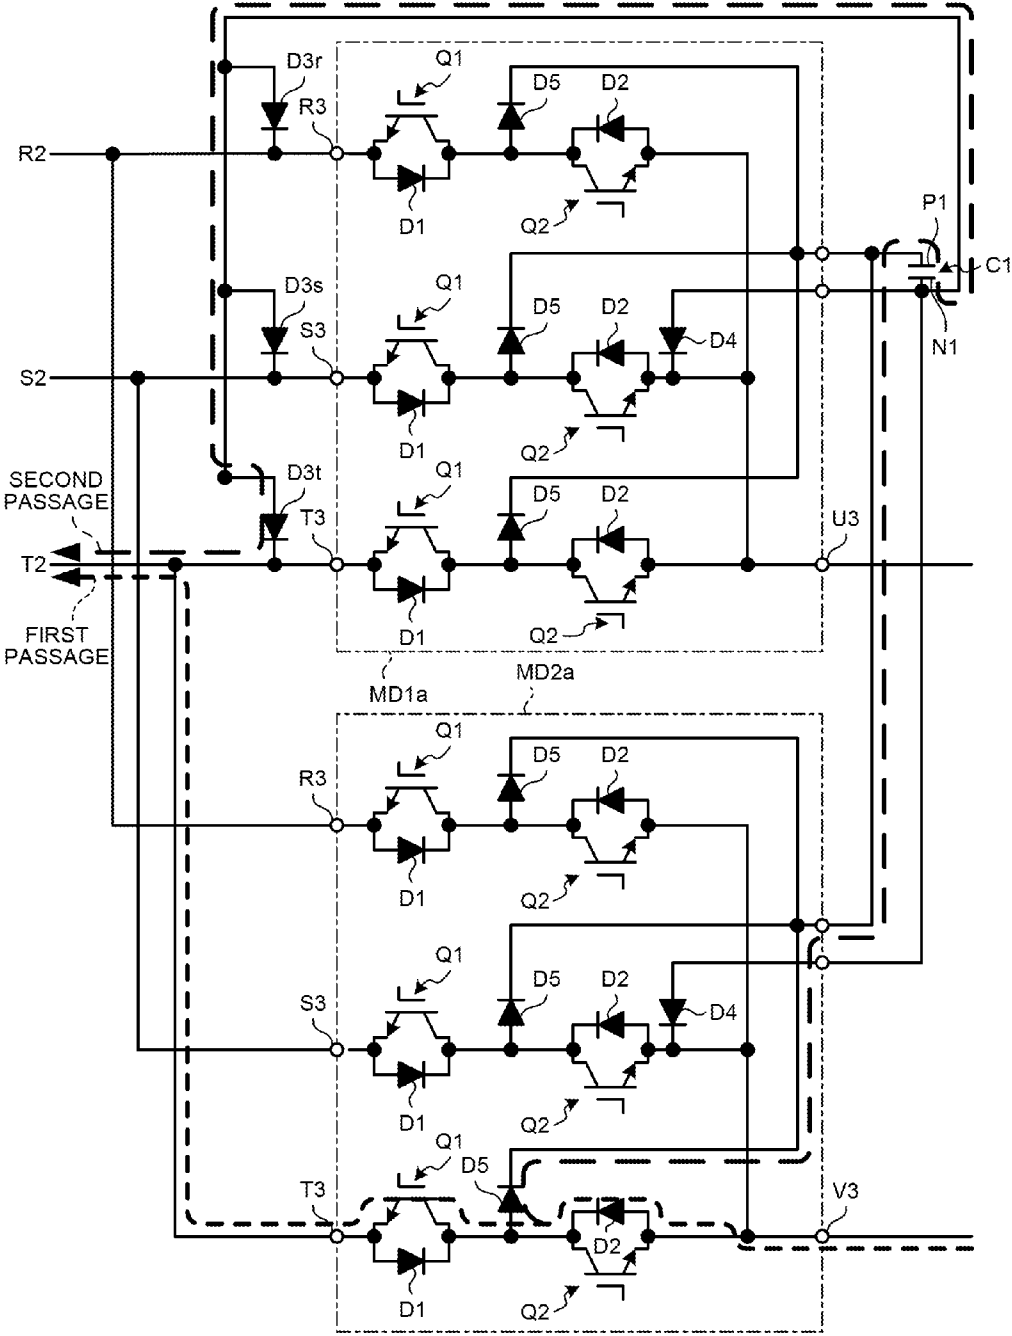 D3r
Q1
D5
D2
R3
R2
D1
Q2
P1
C1
D3s
Q1
D5
D2
S3
D4
N1
S2
D1
Q2
SECOND
PASSAGE
D3t
Q1
D5
D2
T3
U3
T2
FIRST
PASSAGE
D1
Q2
MD1a
MD2a
Q1
D5
D2
R3
D1
Q2
Q1
D5
D2
S3
D4
D1
Q2
Q1
D5
T3
V3
D2
D1
Q2